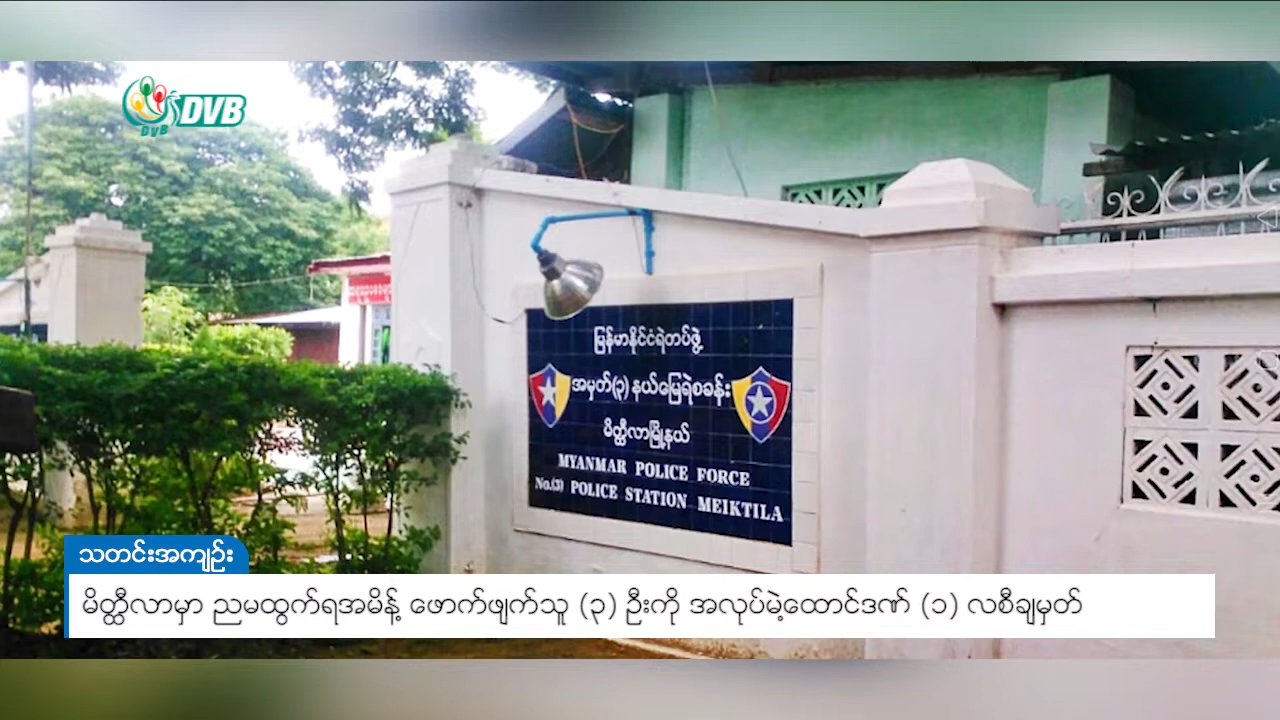 DVB
DVB
မြန်မာနိုင်ငံရဲတပ်ဖွဲ့
အမှတ်(၃)နယ်မြေရဲစခန်း
မိတ္ထီလာမြို့နယ်
MYANMAR POLICE FORCE
No.(3) POLICE STATION MEIKTILA
သတင်းအကျဉ်း
မိတ္ထီလာမှာ ညမထွက်ရအမိန့် ဖောက်ဖျက်သူ (၃) ဦးကို အလုပ်မဲ့ထောင်ဒဏ် (၁) လစီချမှတ်